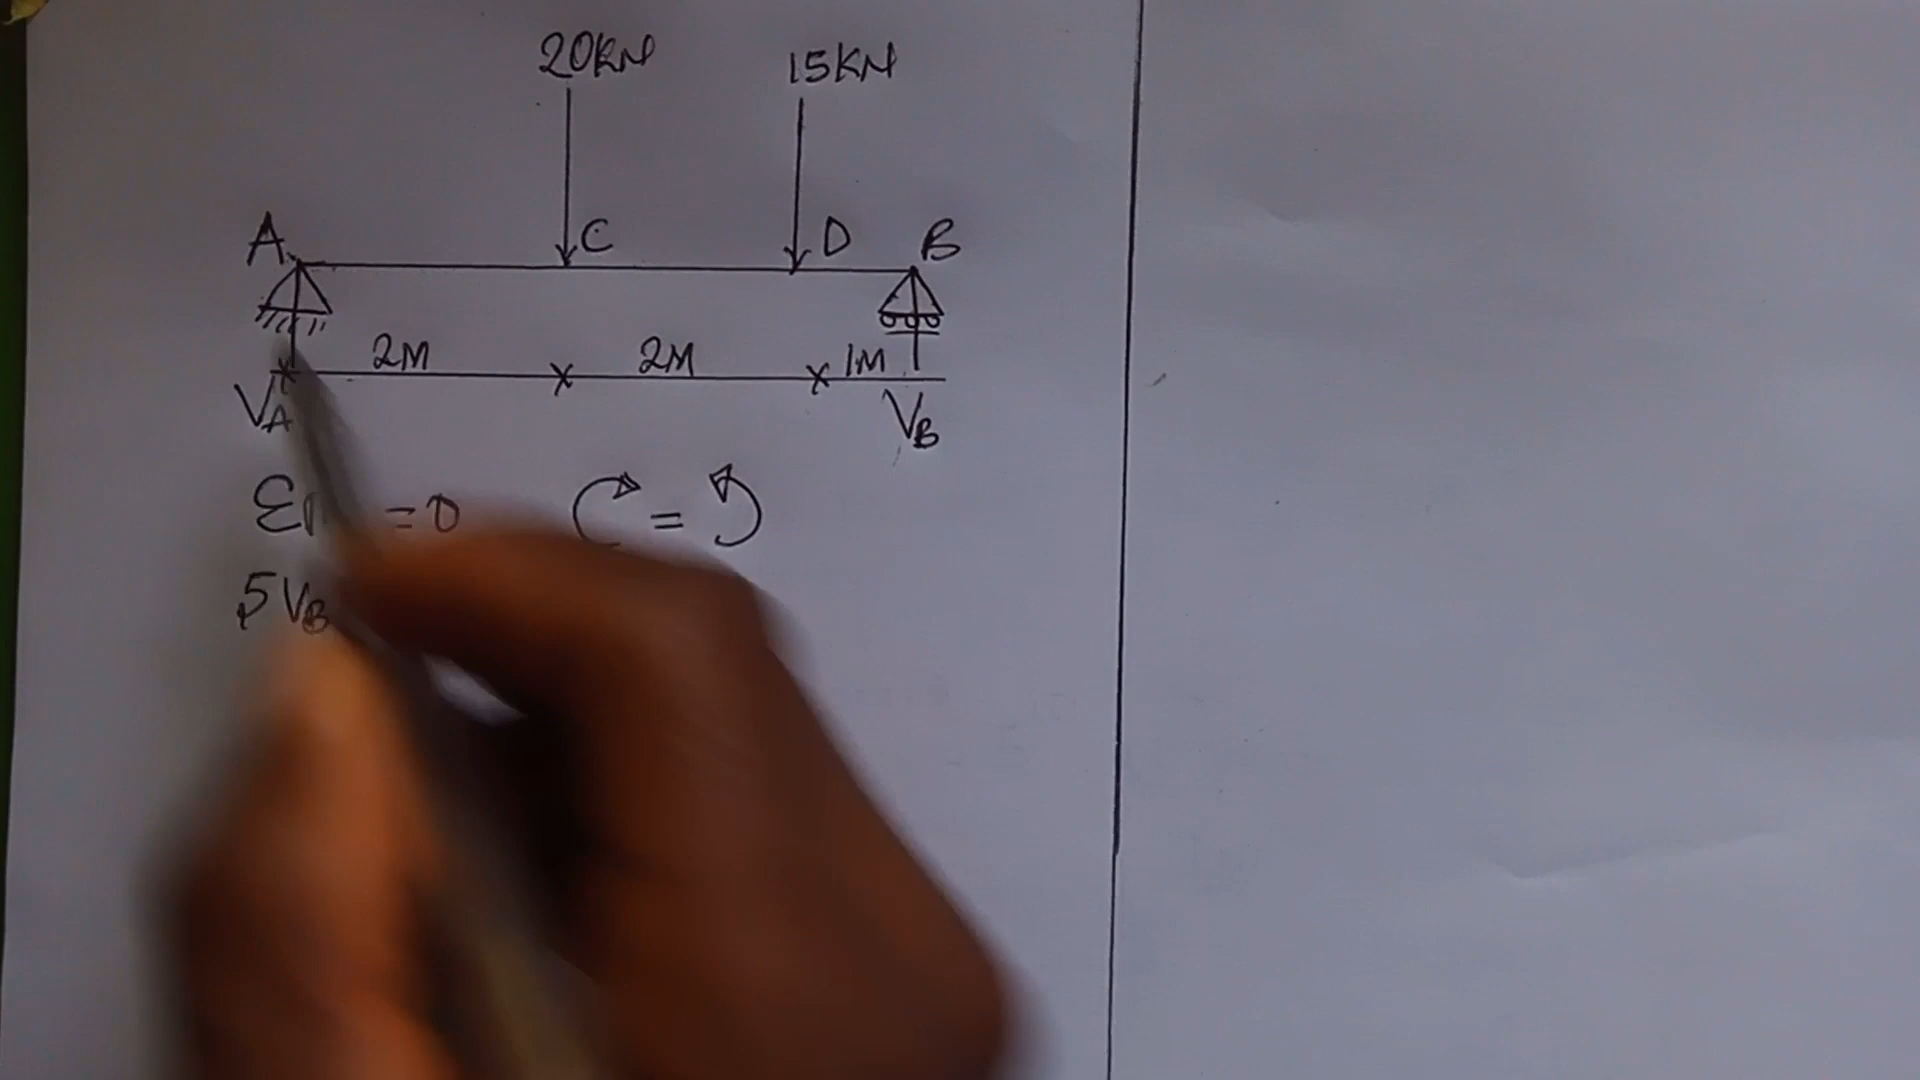 20KN 15KN
A C D B
2M 2M 1M
VA VB
= 0 =
5VB